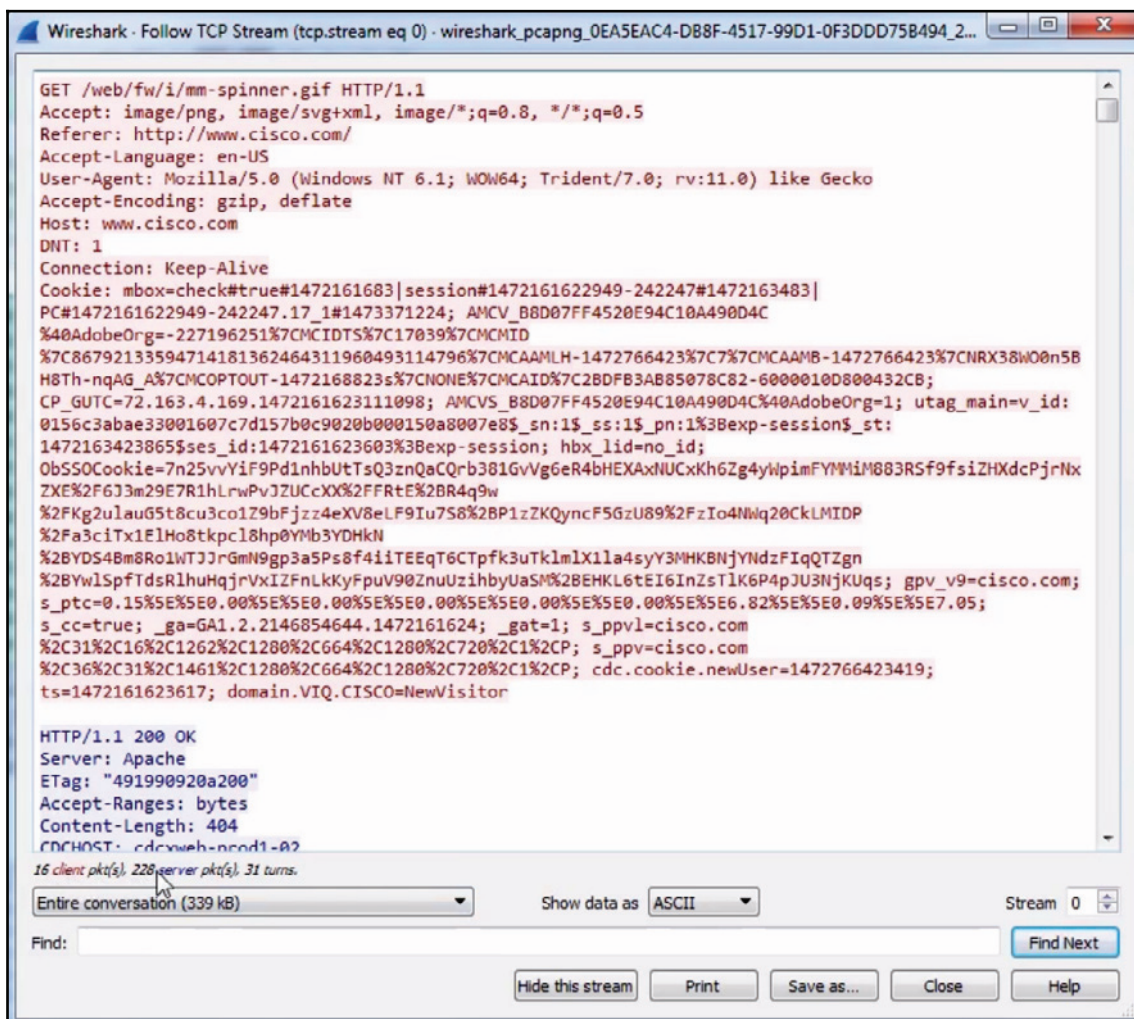 Wireshark · Follow TCP Stream (tcp.stream eq 0) · wireshark_pcapng_0EA5EAC4-DB8F-4517-99D1-0F3DDD75B494_2...
GET /web/fw/i/mm-spinner.gif HTTP/1.1
Accept: image/png, image/svg+xml, image/*;q=0.8, */*;q=0.5
Referer: http://www.cisco.com/
Accept-Language: en-US
User-Agent: Mozilla/5.0 (Windows NT 6.1; WOW64; Trident/7.0; rv:11.0) like Gecko
Accept-Encoding: gzip, deflate
Host: www.cisco.com
DNT: 1
Connection: Keep-Alive
Cookie: mbox=check#true#1472161683|session#1472161622949-242247#1472163483|
PC#1472161622949-242247.17_1#1473371224; AMCV_B8D07FF4520E94C10A490D4C
%40AdobeOrg=-227196251%7CMCIDTS%7C17039%7CMCMID
%7C86792133594714181362464311960493114796%7CMCAAMLH-1472766423%7C7%7CMCAAMB-1472766423%7CNRX38WO0n5B
H8Th-nqAG_A%7CMCOPTOUT-1472168823s%7CNONE%7CMCAID%7C2BDFB3AB85078C82-6000010D800432CB;
CP_GUTC=72.163.4.169.1472161623111098; AMCVS_B8D07FF4520E94C10A490D4C%40AdobeOrg=1; utag_main=v_id:
0156c3abae33001607c7d157b0c9020b000150a8007e8$_sn:1$_ss:1$_pn:1%3Bexp-session$_st:
1472163423865$ses_id:1472161623603%3Bexp-session; hbx_lid=no_id;
ObSSOCookie=7n25vvYiF9Pd1nhbUtTsQ3znQaCQrb381GvVg6eR4bHEXAxNUCxKh6Zg4yWpimFYMMiM883RSf9fsiZHXdcPjrNx
ZXE%2F6J3m29E7R1hLrwPvJZUCcXX%2FFRtE%2BR4q9w
%2FKg2ulauG5t8cu3co1Z9bFjzz4eXV8eLF9Iu7S8%2BP1zZKQyncF5GzU89%2FzIo4NWq20CkLMIDP
%2Fa3ciTx1ElHo8tkpcl8hp0YMb3YDHkN
%2BYDS4Bm8Ro1WTJJrGmN9gp3a5Ps8f4iiTEEqT6CTpfk3uTklmlX1la4syY3MHKBNjYNdzFIqQTZgn
%2BYwlSpfTdsRlhuHqjrVxIZFnLkKyFpuV90ZnuUzihbyUaSM%2BEHKL6tEI6InZsTlK6P4pJU3NjKUqs; gpv_v9=cisco.com;
s_ptc=0.15%5E%5E0.00%5E%5E0.00%5E%5E0.00%5E%5E0.00%5E%5E0.00%5E%5E6.82%5E%5E0.09%5E%5E7.05;
s_cc=true; _ga=GA1.2.2146854644.1472161624; _gat=1; s_ppvl=cisco.com
%2C31%2C16%2C1262%2C1280%2C664%2C1280%2C720%2C1%2CP; s_ppv=cisco.com
%2C36%2C31%2C1461%2C1280%2C664%2C1280%2C720%2C1%2CP; cdc.cookie.newUser=1472766423419;
ts=1472161623617; domain.VIQ.CISCO=NewVisitor
HTTP/1.1 200 OK
Server: Apache
ETag: "491990920a200"
Accept-Ranges: bytes
Content-Length: 404
CDCHOST: cdcxweb-prod1-02
16 client pkt(s), 228 server pkt(s), 31 turns.
Entire conversation (339 kB) Show data as ASCII Stream 0
Find: Find Next
Hide this stream Print Save as... Close Help